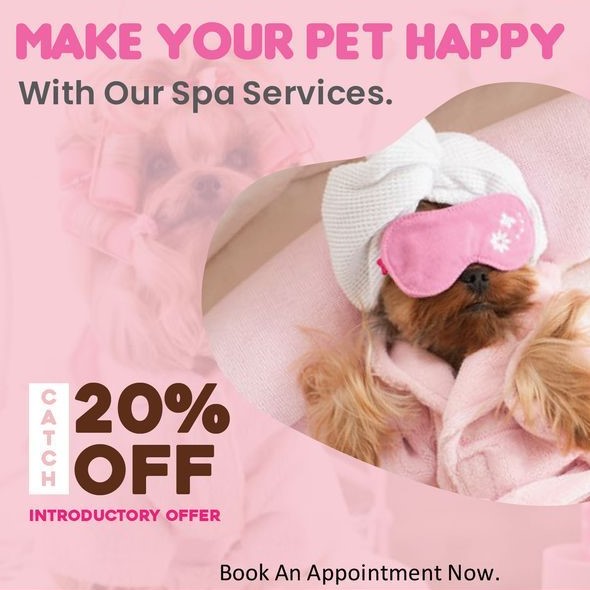 MAKE YOUR PET HAPPY
With Our Spa Services.
CATCH
20%
OFF
INTRODUCTORY OFFER
Book An Appointment Now.